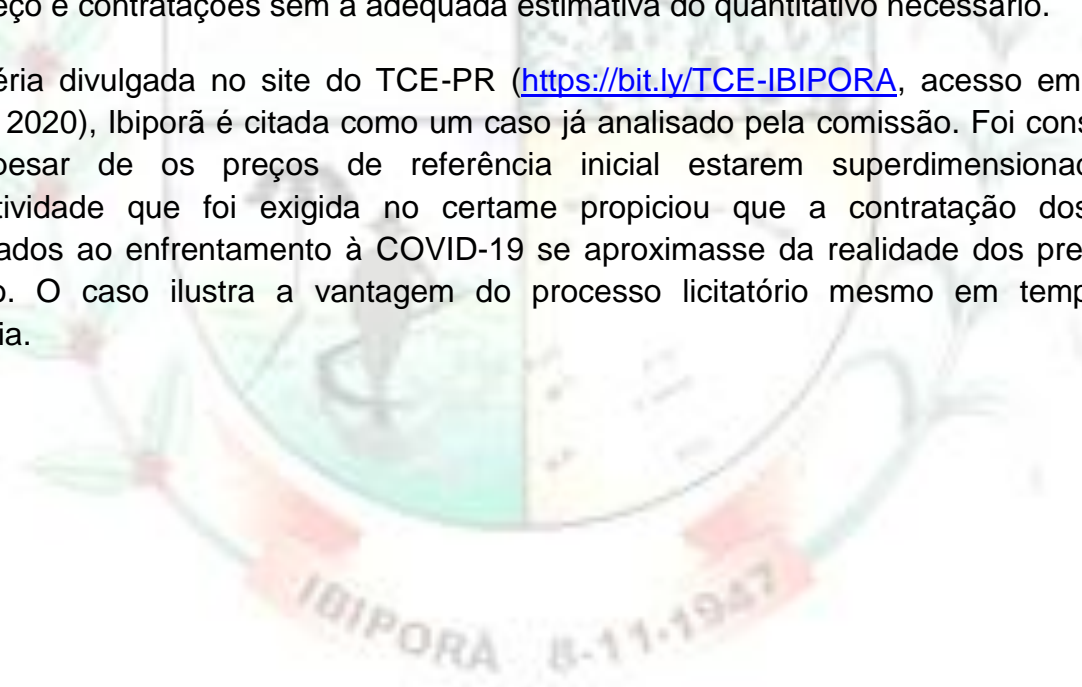 eço e contratações sem a adequada estimativa do quantitativo necessário.
éria divulgada no site do TCE-PR (https://bit.ly/TCE-IBIPORA, acesso em
2020), Ibiporã é citada como um caso já analisado pela comissão. Foi cons
pesar de os preços de referência inicial estarem superdimensionad
tividade que foi exigida no certame propiciou que a contratação dos
ados ao enfrentamento à COVID-19 se aproximasse da realidade dos pre
o. O caso ilustra a vantagem do processo licitatório mesmo em temp
ia.
IBIPORÃ 8-11-1947